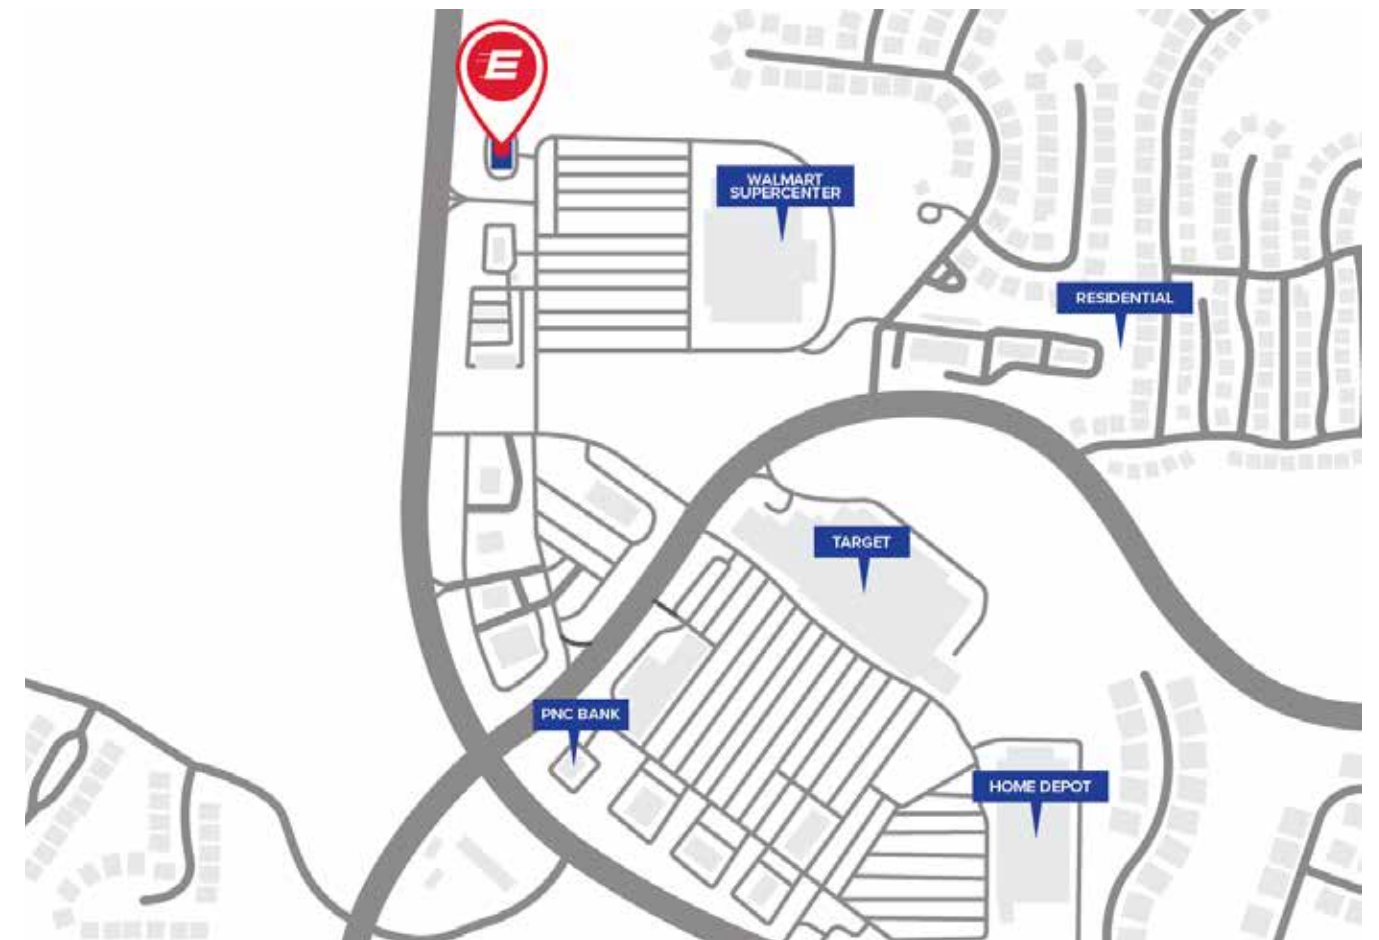 E
WALMART
SUPERCENTER
RESIDENTIAL
TARGET
PNC BANK
HOME DEPOT